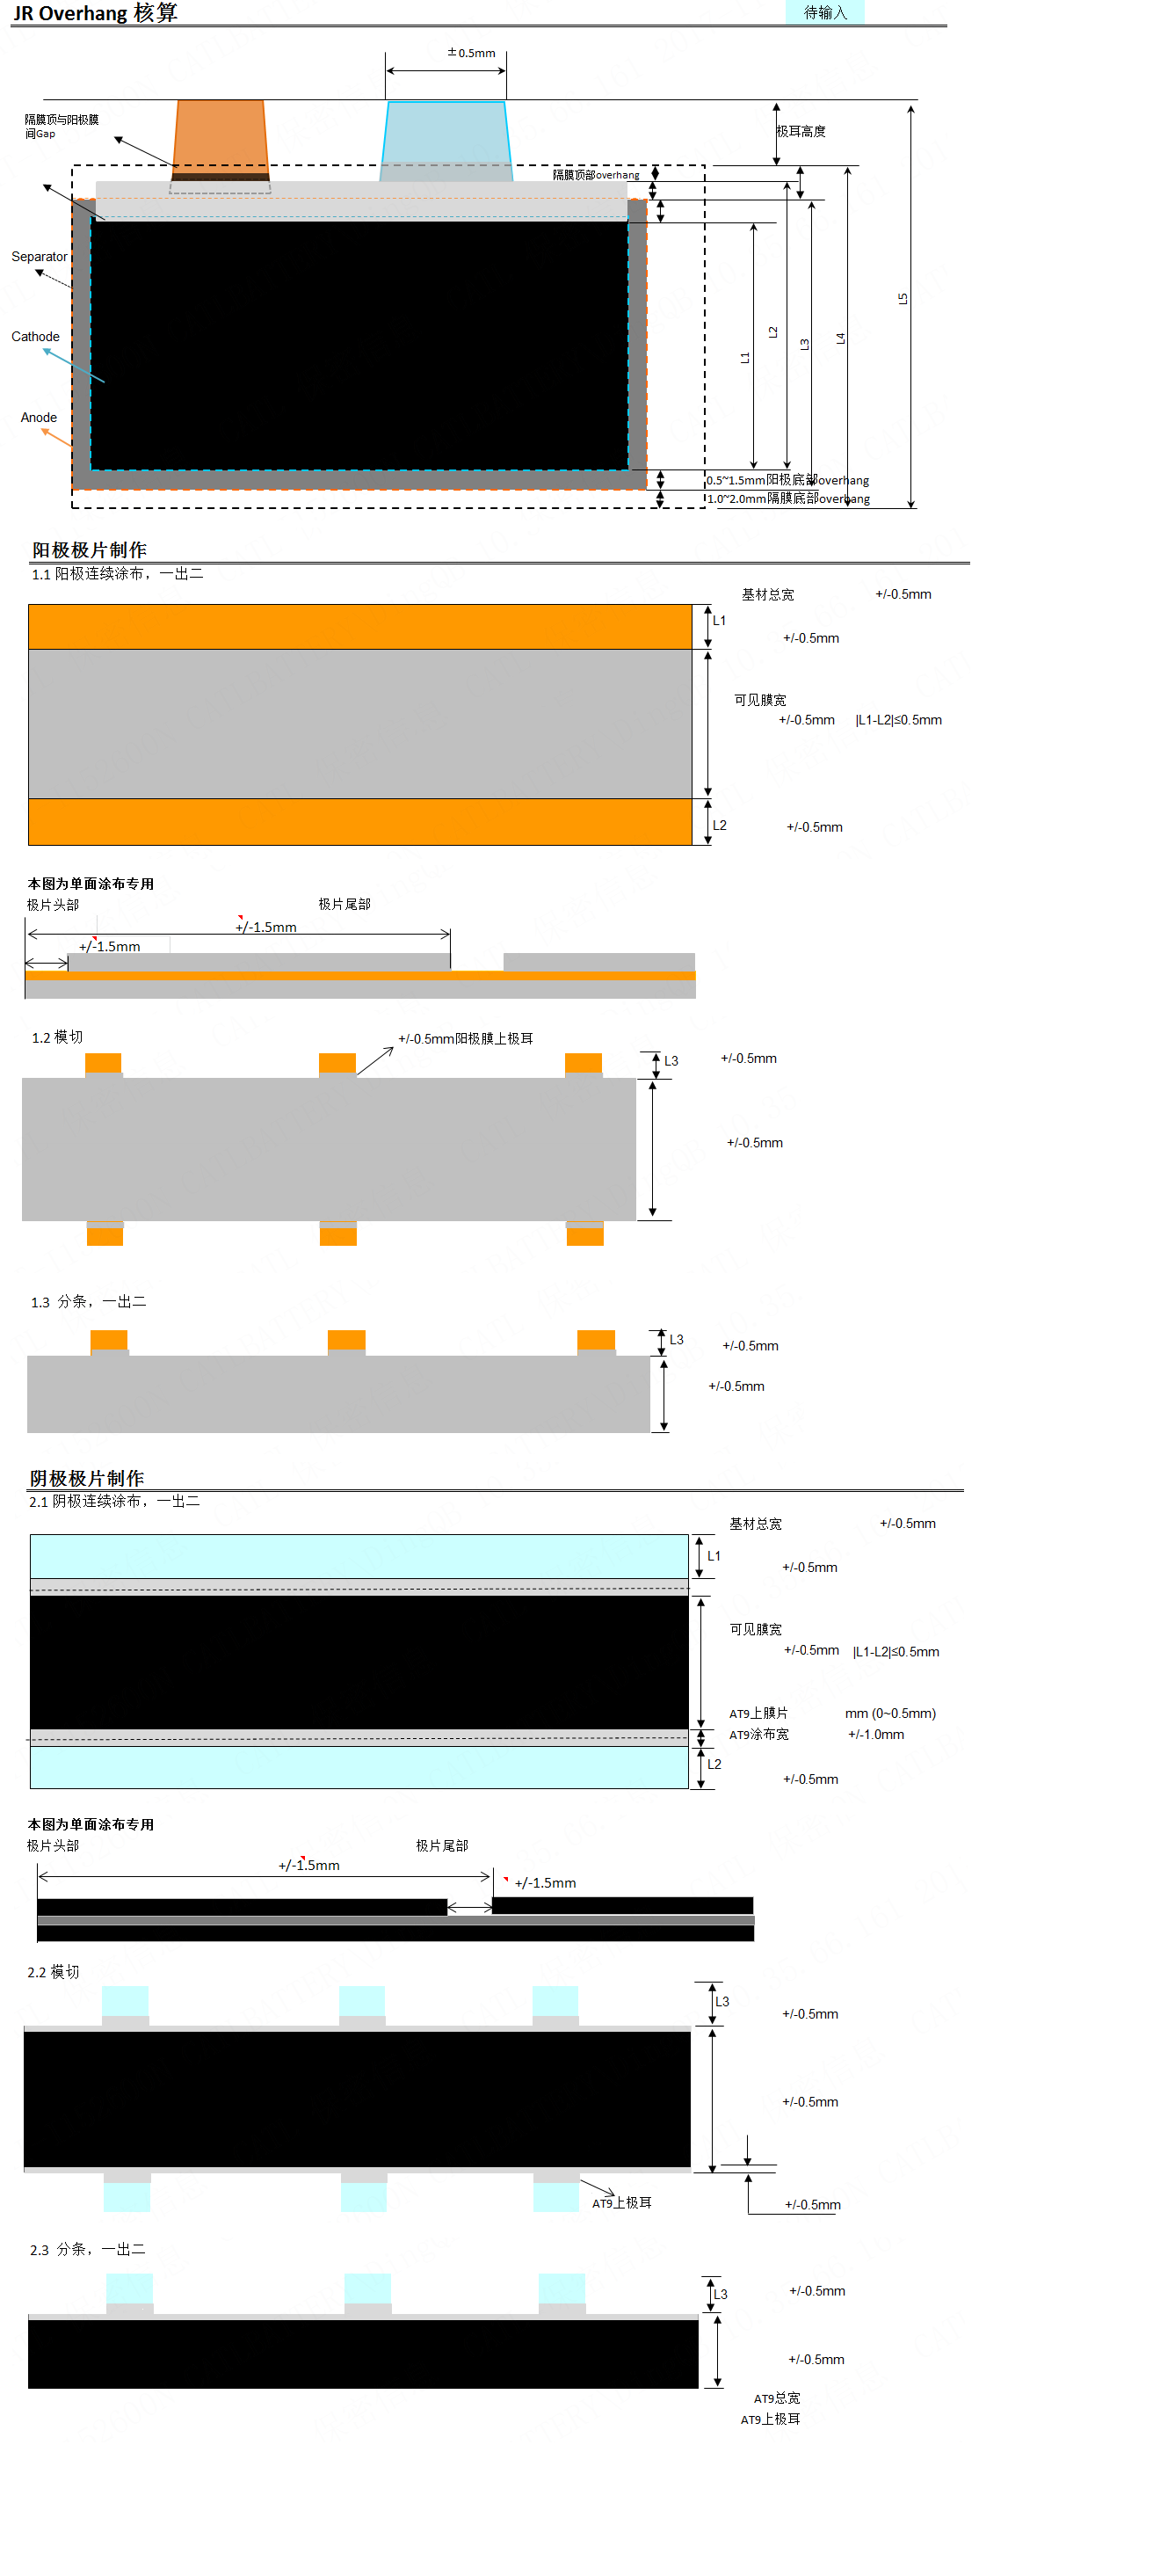 JR Overhang 核算
待输入
±0.5mm
隔膜顶与阳极膜
间Gap
极耳高度
隔膜顶部overhang
Separator
Cathode
Anode
L1
L2
L3
L4
L5
0.5~1.5mm阳极底部overhang
1.0~2.0mm隔膜底部overhang
阳极极片制作
1.1 阳极连续涂布，一出二
基材总宽 +/-0.5mm
L1
+/-0.5mm
可见膜宽
+/-0.5mm |L1-L2|≤0.5mm
L2
+/-0.5mm
本图为单面涂布专用
极片头部 极片尾部
+/-1.5mm
+/-1.5mm
1.2 模切
+/-0.5mm阳极膜上极耳
L3
+/-0.5mm
+/-0.5mm
1.3 分条，一出二
L3
+/-0.5mm
+/-0.5mm
阴极极片制作
2.1 阴极连续涂布，一出二
基材总宽 +/-0.5mm
L1
+/-0.5mm
可见膜宽
+/-0.5mm |L1-L2|≤0.5mm
AT9上膜片 mm (0~0.5mm)
AT9涂布宽 +/-1.0mm
L2
+/-0.5mm
本图为单面涂布专用
极片头部 极片尾部
+/-1.5mm
+/-1.5mm
2.2 模切
L3
+/-0.5mm
+/-0.5mm
AT9上极耳
+/-0.5mm
2.3 分条，一出二
L3
+/-0.5mm
+/-0.5mm
AT9总宽
AT9上极耳